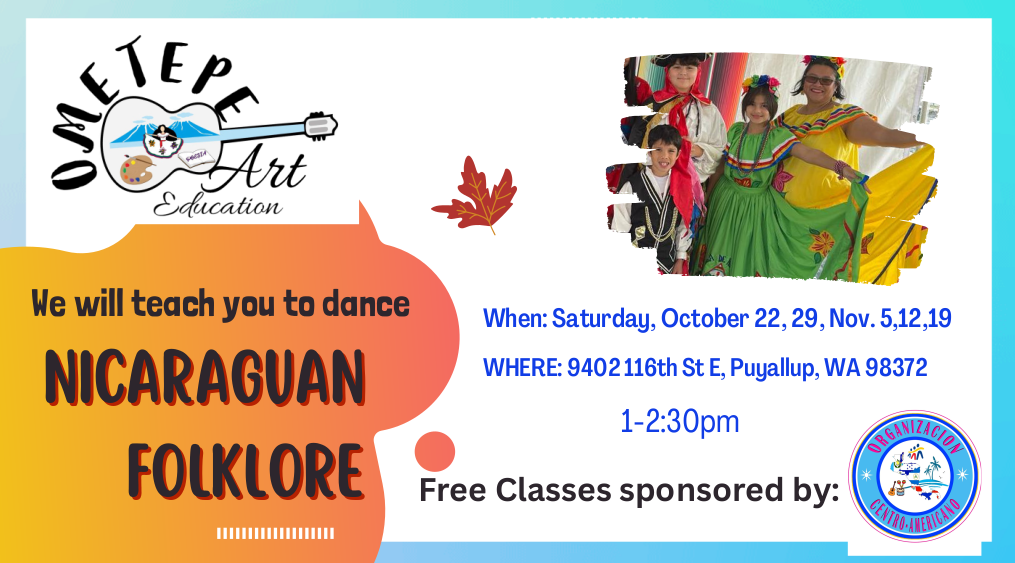 OMETEPE
Art
Education
We will teach you to dance
NICARAGUAN
FOLKLORE
When: Saturday, October 22, 29, Nov. 5,12,19
WHERE: 9402 116th St E, Puyallup, WA 98372
1-2:30pm
Free Classes sponsored by:
ORGANIZACION
CENTRO-AMERICANO